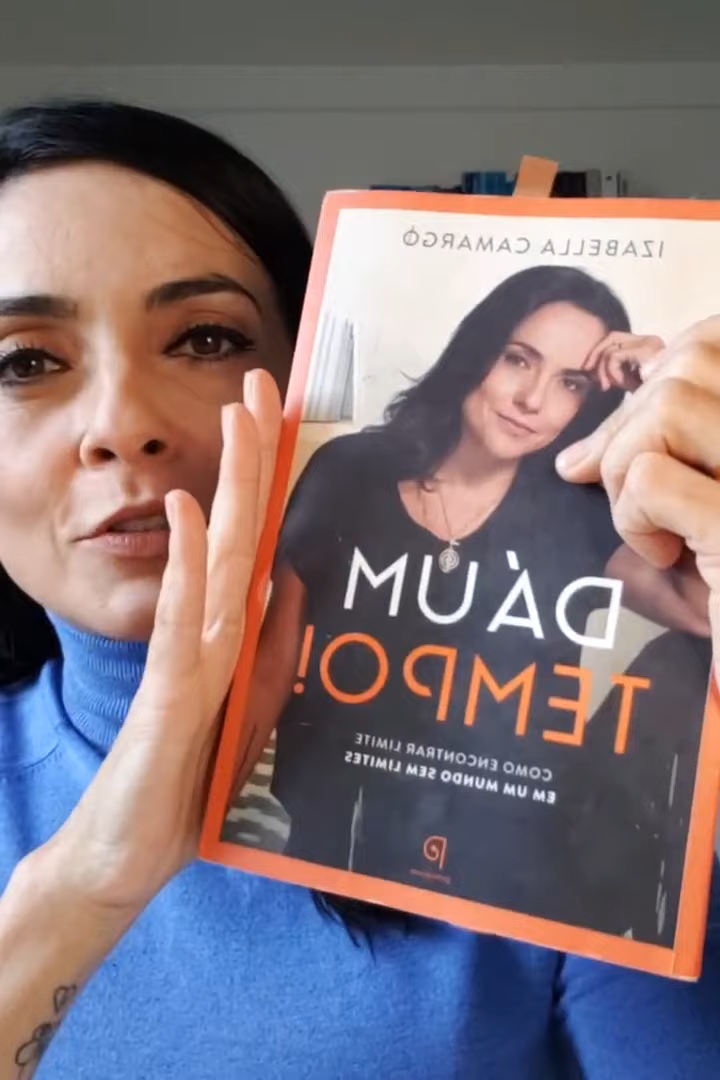 IZABELLA CAMARGO
DÁ UM
TEMPO!
COMO ENCONTRAR LIMITE
EM UM MUNDO SEM LIMITES